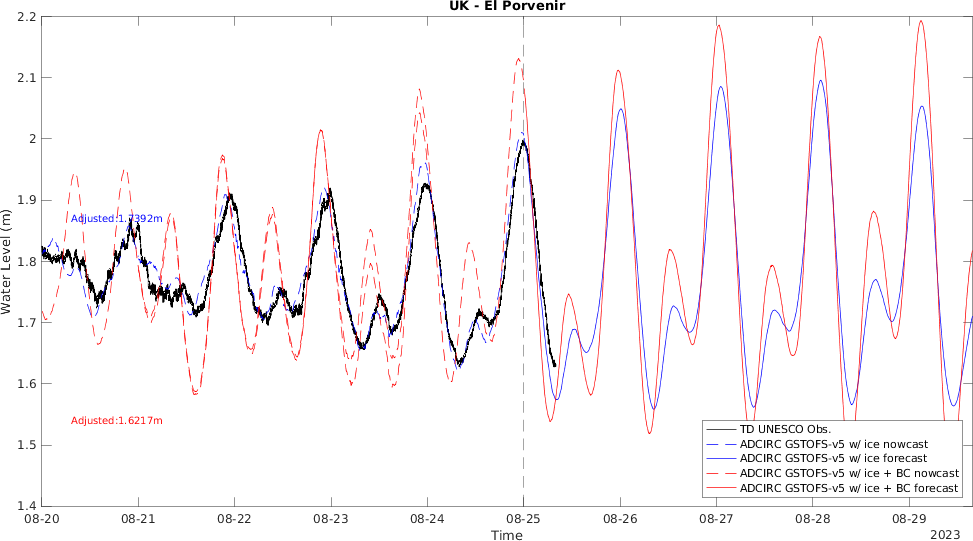 UK - El Porvenir
2.2
2.1
2
1.9
1.8
1.7
1.6
1.5
1.4
Water Level (m)
Adjusted:1.7392m
Adjusted:1.6217m
TD UNESCO Obs.
ADCIRC GSTOFS-v5 w/ ice nowcast
ADCIRC GSTOFS-v5 w/ ice forecast
ADCIRC GSTOFS-v5 w/ ice + BC nowcast
ADCIRC GSTOFS-v5 w/ ice + BC forecast
08-20 08-21 08-22 08-23 08-24 08-25 08-26 08-27 08-28 08-29
Time
2023